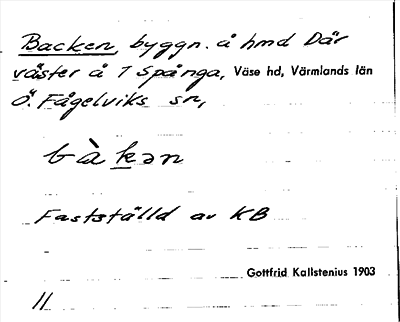 Backen, byggn. å hmd Där
väster å 1 Spånga, Väse hd, Värmlands län
Ö. Fågelviks sn,
bàkən
Fastställd av KB
Gottfrid Kallstenius 1903
11